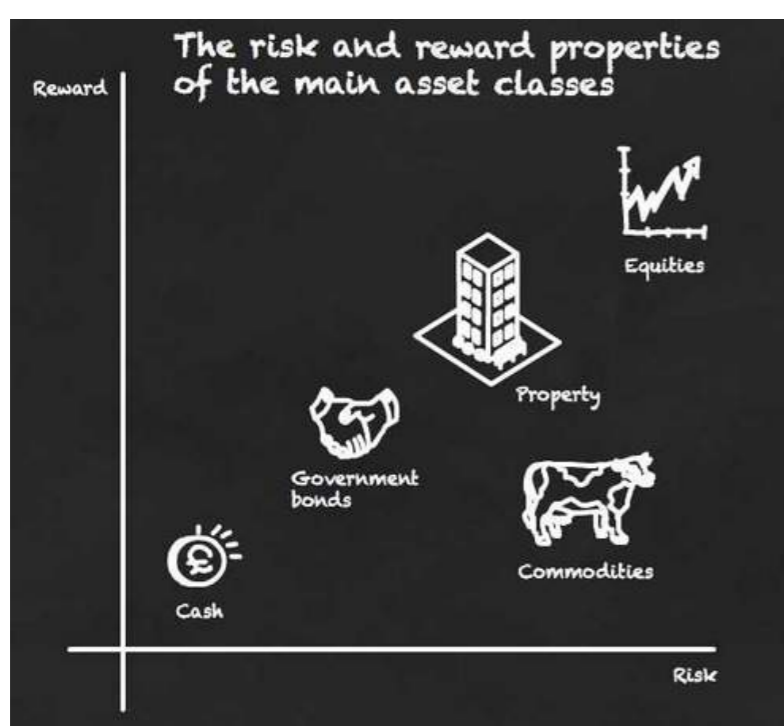 The risk and reward properties
of the main asset classes
Reward
Equities
Property
Government
bonds
£
Commodities
Cash
Risk